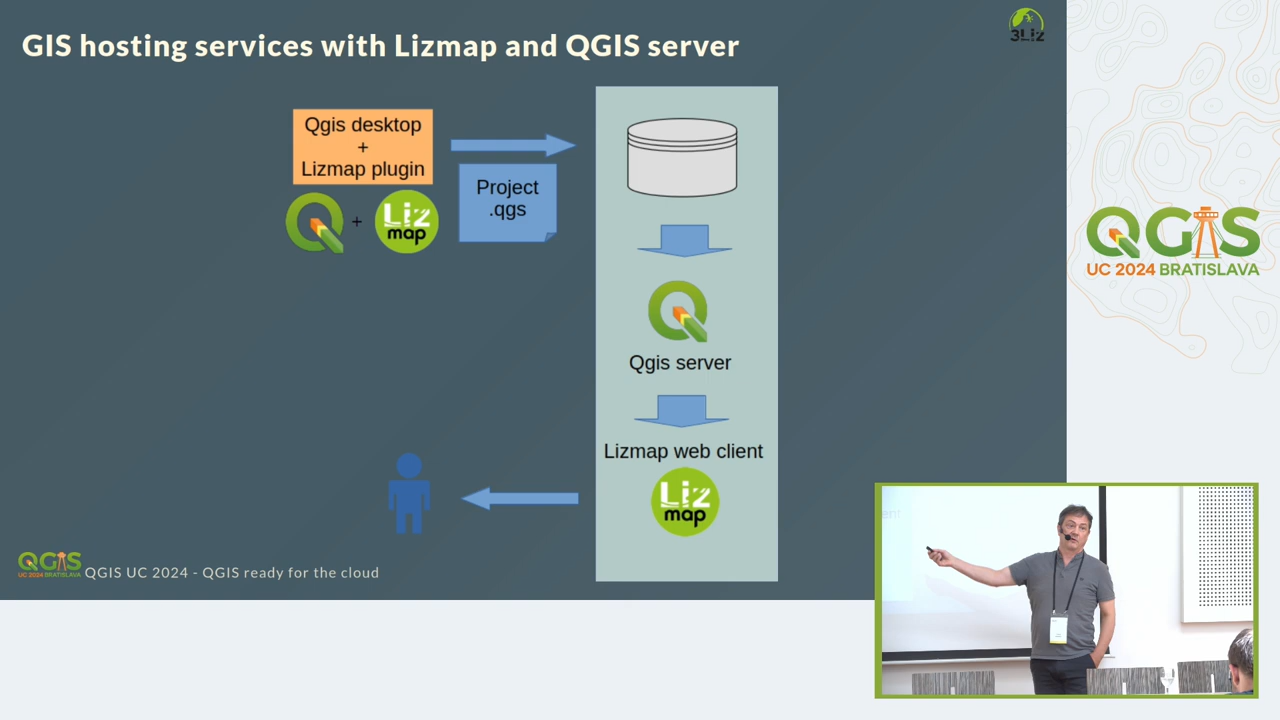 GIS hosting services with Lizmap and QGIS server
3Liz
Qgis desktop
+
Lizmap plugin
+
Liz
map
Project
.qgs
Qgis server
Lizmap web client
Liz
map
QGIS
UC 2024 BRATISLAVA
QGIS UC 2024 - QGIS ready for the cloud
QGIS
UC 2024 BRATISLAVA